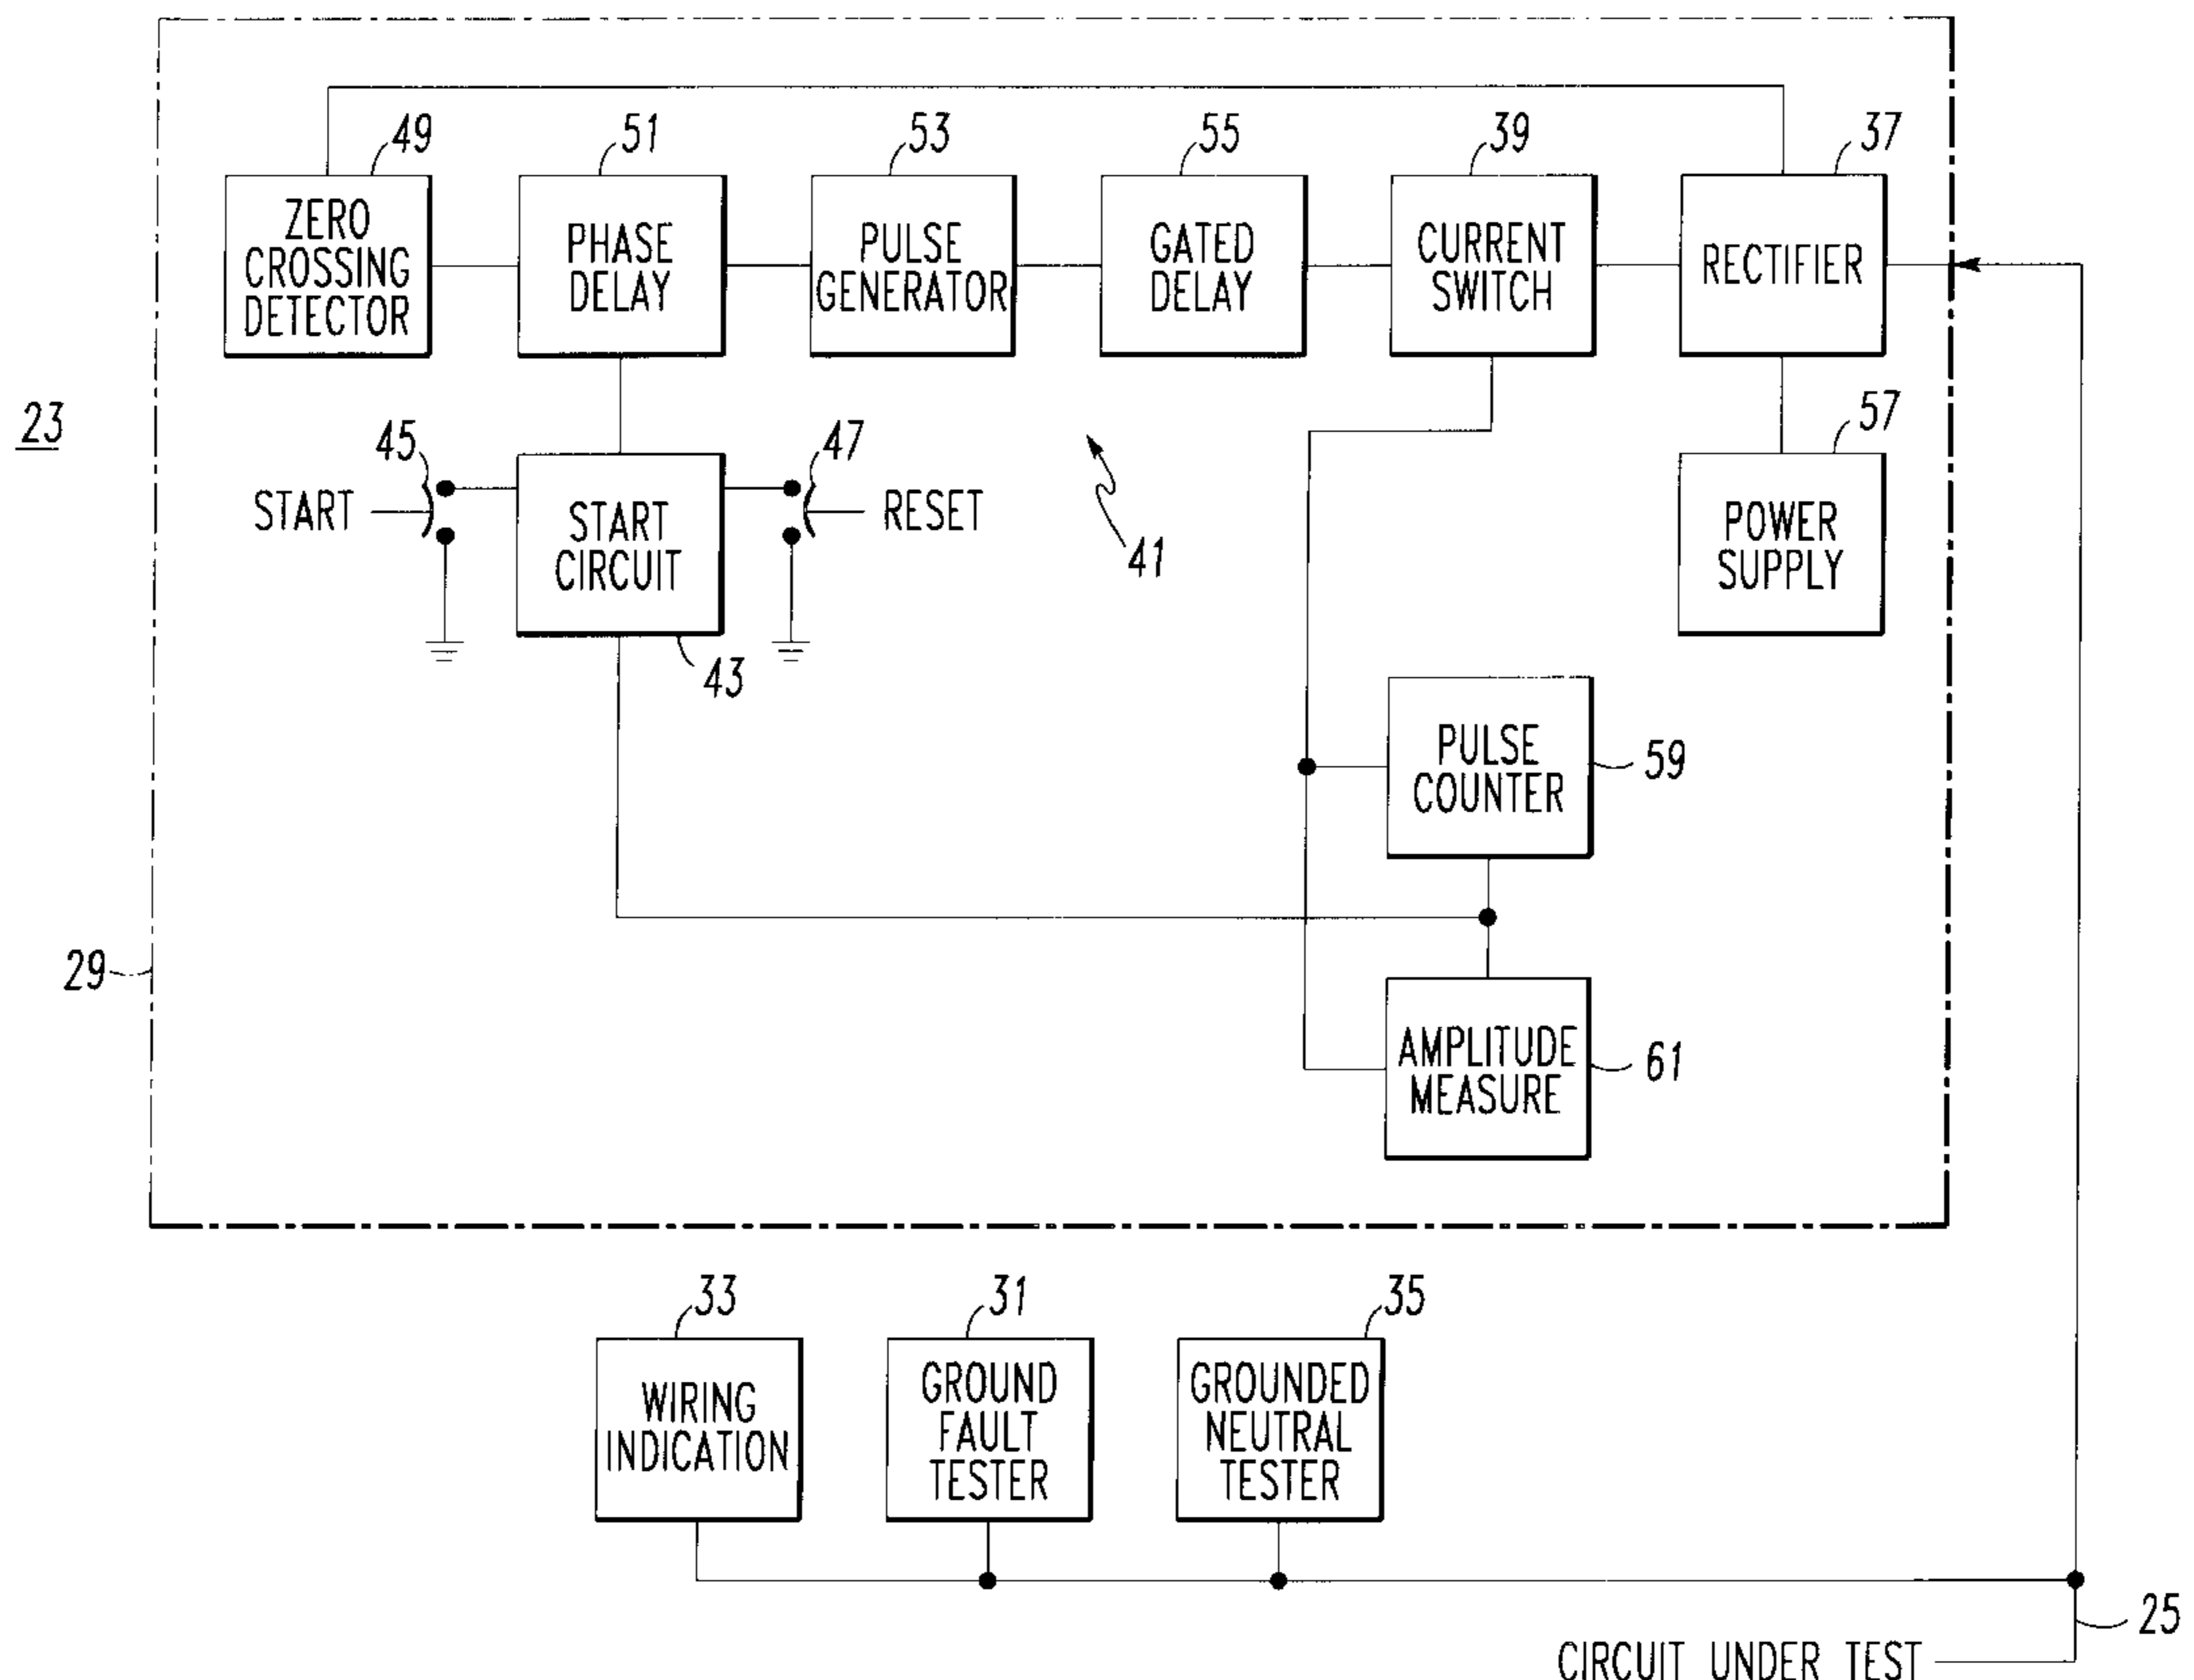 49
51
53
55
39
37
ZERO
CROSSING
DETECTOR
PHASE
DELAY
PULSE
GENERATOR
GATED
DELAY
CURRENT
SWITCH
RECTIFIER
23
45
47
57
START
START
CIRCUIT
RESET
41
POWER
SUPPLY
43
PULSE
COUNTER
59
29
AMPLITUDE
MEASURE
61
33
31
35
WIRING
INDICATION
GROUND
FAULT
TESTER
GROUNDED
NEUTRAL
TESTER
25
CIRCUIT UNDER TEST